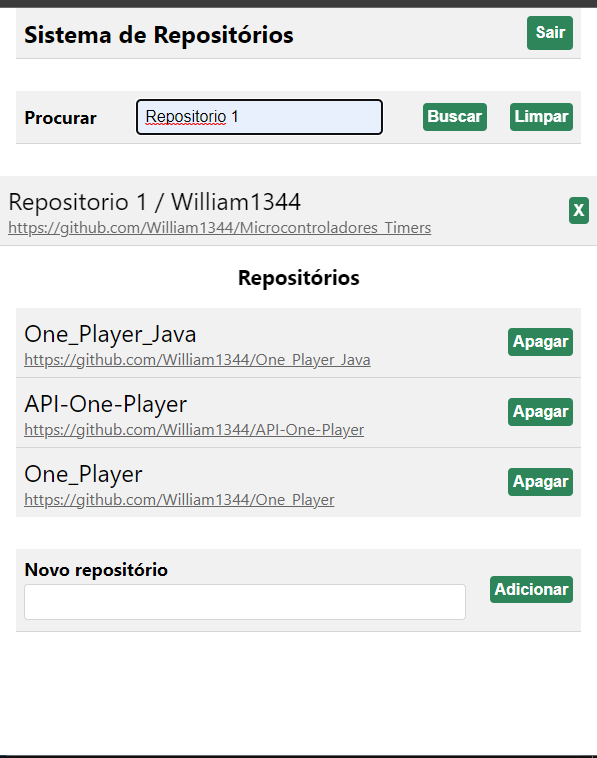 Sistema de Repositórios
Sair
Procurar
Repositorio 1
Buscar
Limpar
Repositorio 1 / William1344
https://github.com/William1344/Microcontroladores_Timers
X
Repositórios
One_Player_Java
https://github.com/William1344/One_Player_Java
Apagar
API-One-Player
https://github.com/William1344/API-One-Player
Apagar
One_Player
https://github.com/William1344/One_Player
Apagar
Novo repositório
Adicionar